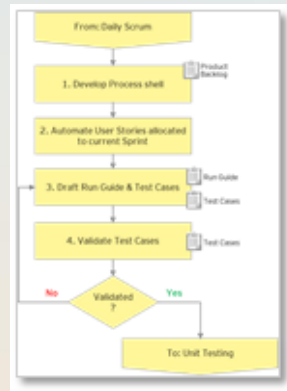 From: Daily Scrum
Product
Backlog
1. Develop Process shell
2. Automate User Stories allocated
to current Sprint
Run Guide
3. Draft Run Guide & Test Cases
Test Cases
4. Validate Test Cases
Test Cases
No
Validated
?
Yes
To: Unit Testing